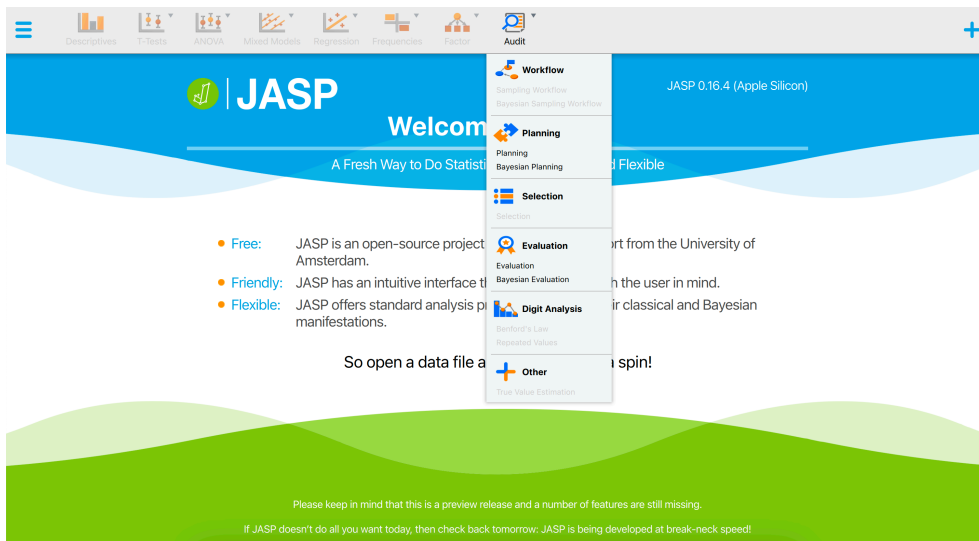 Descriptives
T-Tests
ANOVA
Mixed Models
Regression
Frequencies
Factor
Audit
JASP
JASP 0.16.4 (Apple Silicon)
Welcom
A Fresh Way to Do Statisti
d Flexible
Workflow
Sampling Workflow
Bayesian Sampling Workflow
Planning
Planning
Bayesian Planning
Selection
Selection
Evaluation
Evaluation
Bayesian Evaluation
Digit Analysis
Benford's Law
Repeated Values
Other
True Value Estimation
Free: JASP is an open-source project
rt from the University of
Amsterdam.
Friendly: JASP has an intuitive interface t
h the user in mind.
Flexible: JASP offers standard analysis p
ir classical and Bayesian
manifestations.
So open a data file a
spin!
Please keep in mind that this is a preview release and a number of features are still missing.
If JASP doesn't do all you want today, then check back tomorrow: JASP is being developed at break-neck speed!